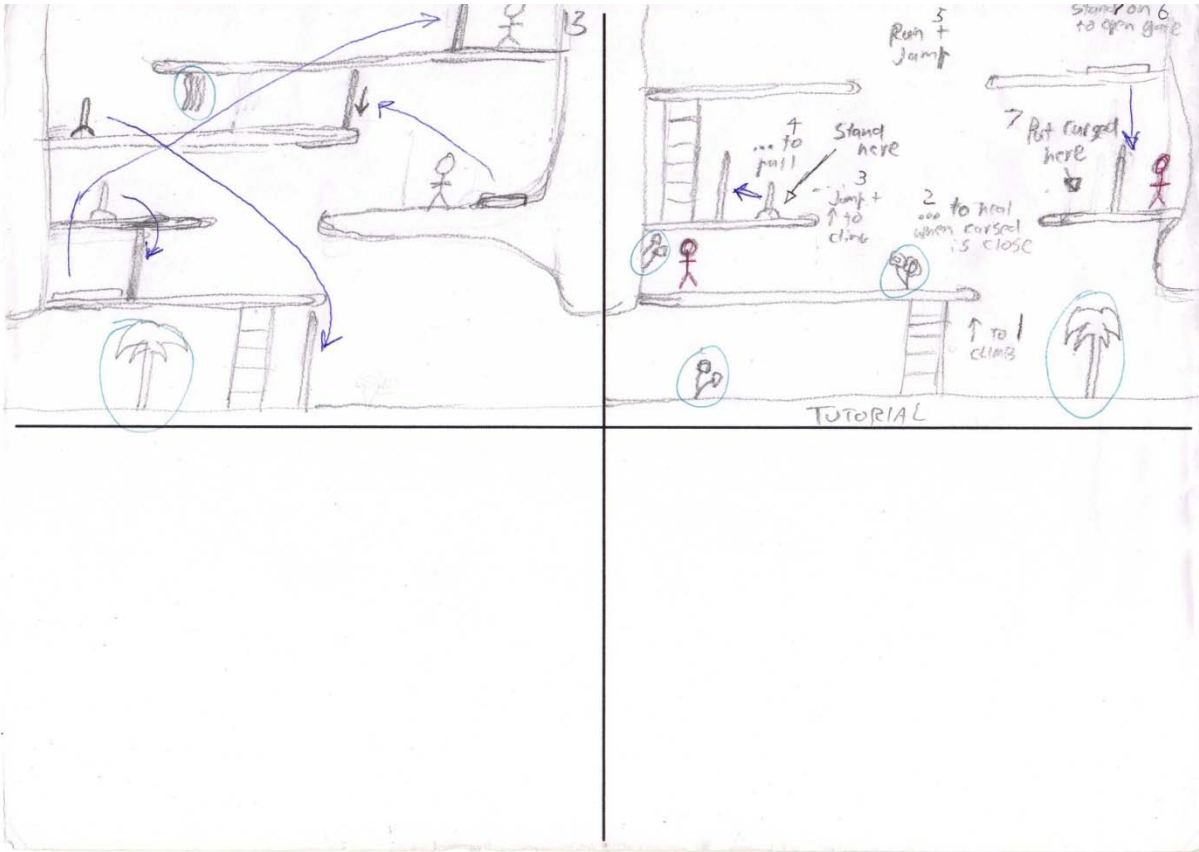 13
5
Run +
Jump
stand on 6
to open gate
4
... to
pull
Stand
here
7 Put cursed
here
... 3
Jump +
↑ to
climb
2
... to heal
when cursed
is close
↑ to 1
CLIMB
TUTORIAL